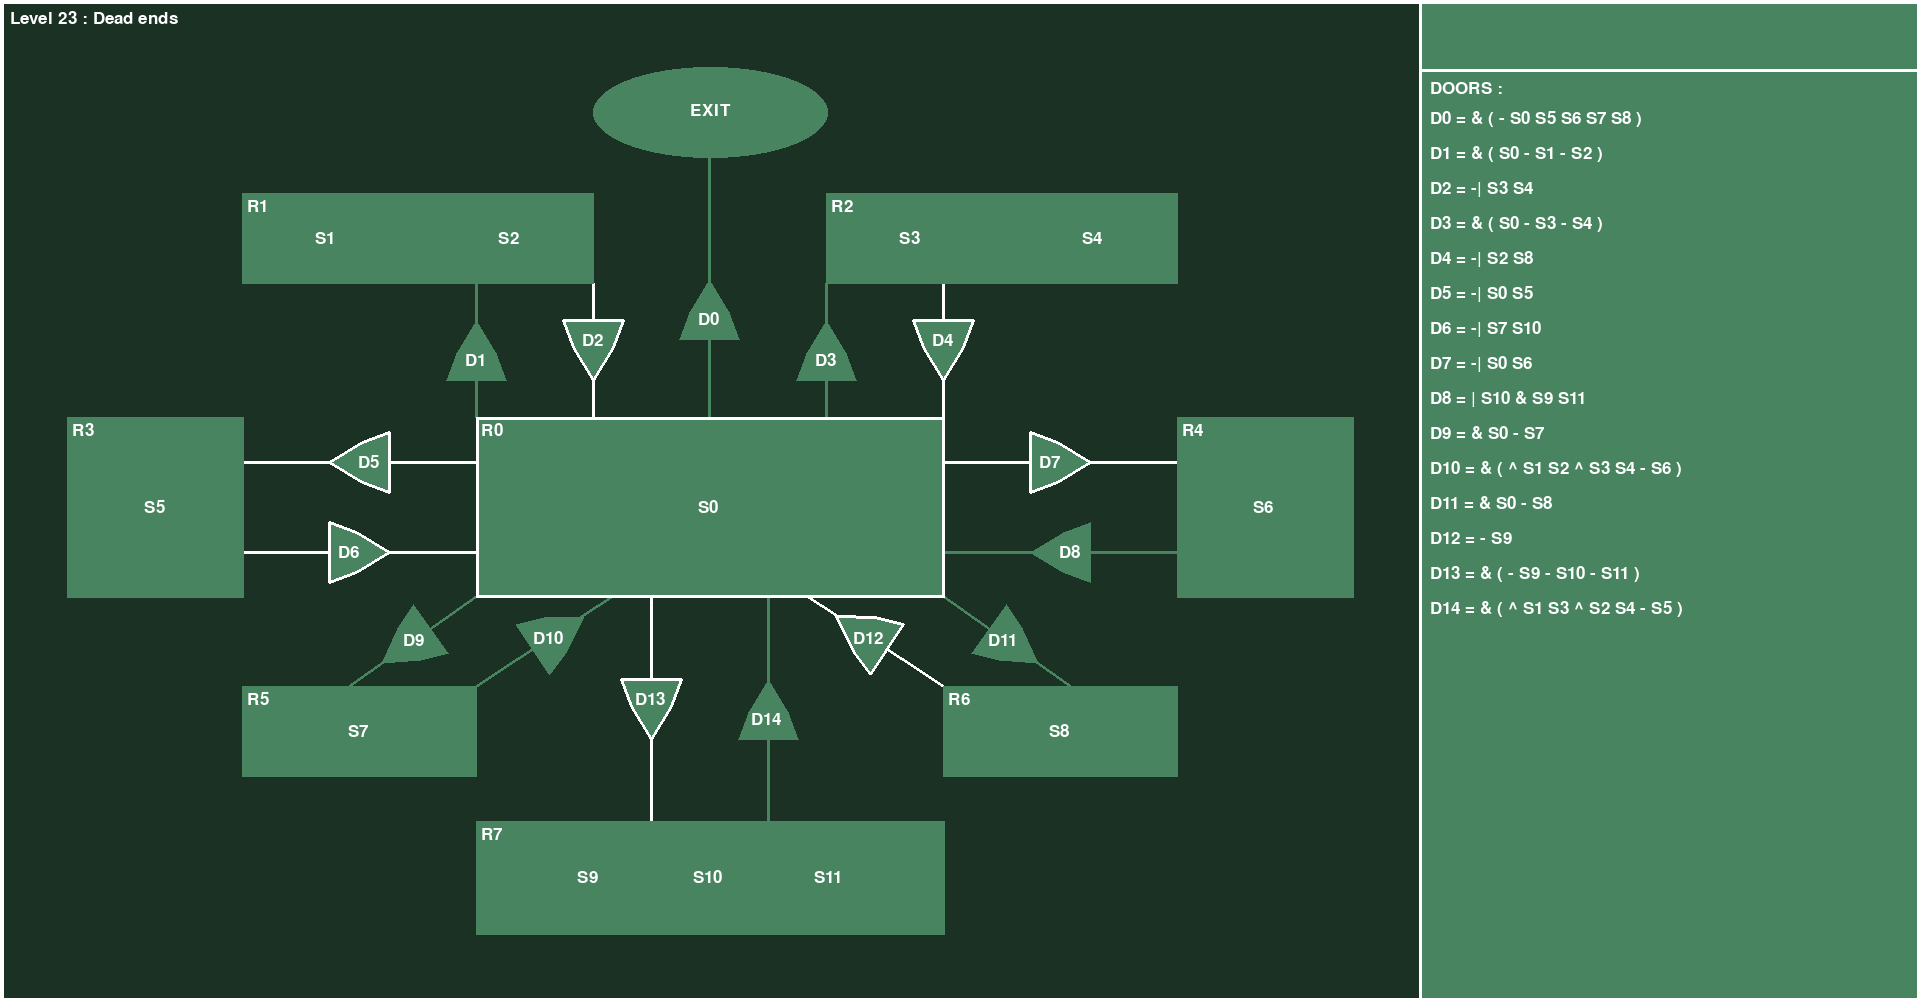 Level 23 : Dead ends
EXIT
R1
S1 S2
R2
S3 S4
D0
D1
D2
D3
D4
R3
S5
D5
D6
R0
S0
D7
D8
R4
S6
D9
D10
D12
D11
R5
S7
D13
D14
R6
S8
R7
S9 S10 S11
DOORS :
D0 = & ( - S0 S5 S6 S7 S8 )
D1 = & ( S0 - S1 - S2 )
D2 = -| S3 S4
D3 = & ( S0 - S3 - S4 )
D4 = -| S2 S8
D5 = -| S0 S5
D6 = -| S7 S10
D7 = -| S0 S6
D8 = | S10 & S9 S11
D9 = & S0 - S7
D10 = & ( ^ S1 S2 ^ S3 S4 - S6 )
D11 = & S0 - S8
D12 = - S9
D13 = & ( - S9 - S10 - S11 )
D14 = & ( ^ S1 S3 ^ S2 S4 - S5 )